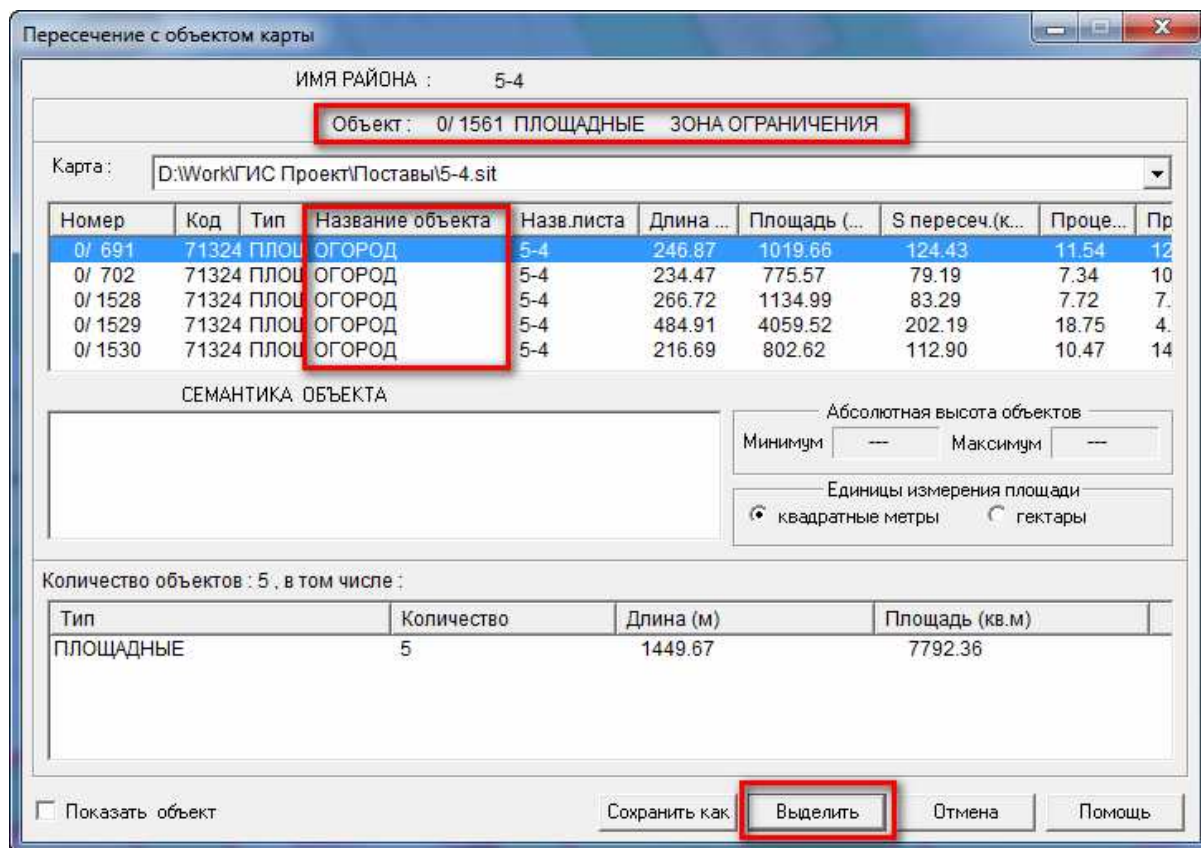 Пересечение с объектом карты
ИМЯ РАЙОНА : 5-4
Объект : 0/ 1561 ПЛОЩАДНЫЕ ЗОНА ОГРАНИЧЕНИЯ
Карта : D:\Work\ГИС Проект\Поставы\5-4.sit
Номер Код Тип Название объекта Назв.листа Длина ... Площадь (... S пересеч.(к... Проце... Пр
0/ 691 71324 ПЛОЩ ОГОРОД 5-4 246.87 1019.66 124.43 11.54 12
0/ 702 71324 ПЛОЩ ОГОРОД 5-4 234.47 775.57 79.19 7.34 10
0/ 1528 71324 ПЛОЩ ОГОРОД 5-4 266.72 1134.99 83.29 7.72 7.
0/ 1529 71324 ПЛОЩ ОГОРОД 5-4 484.91 4059.52 202.19 18.75 4.
0/ 1530 71324 ПЛОЩ ОГОРОД 5-4 216.69 802.62 112.90 10.47 14
СЕМАНТИКА ОБЪЕКТА
Абсолютная высота объектов
Минимум --- Максимум ---
Единицы измерения площади
квадратные метры гектары
Количество объектов : 5 , в том числе :
Тип Количество Длина (м) Площадь (кв.м)
ПЛОЩАДНЫЕ 5 1449.67 7792.36
Показать объект Сохранить как Выделить Отмена Помощь